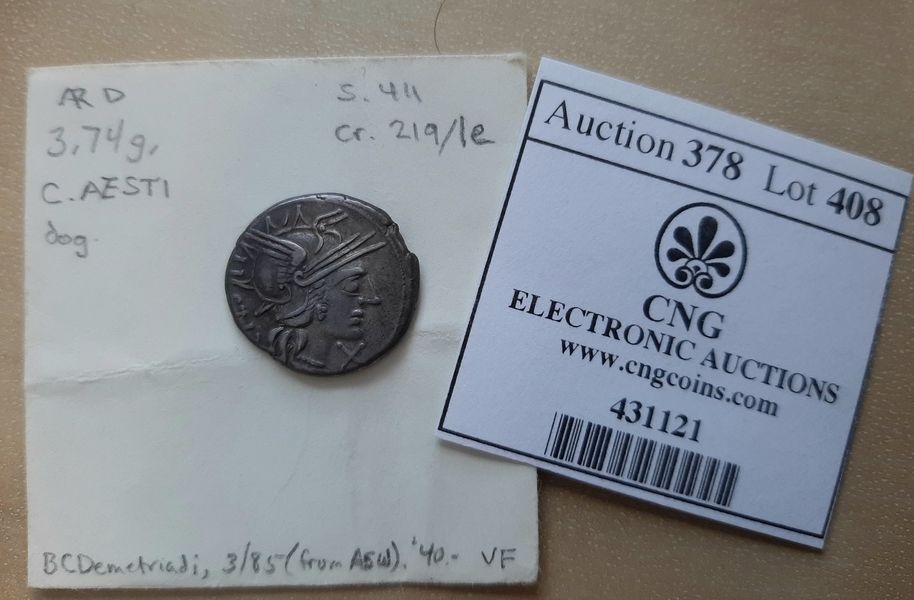 AR D
3,74g,
C. AESTI
dog.
S. 411
Cr. 219/1e
X
BCDemetriadi, 3/85 (from AEW). '40.- VF
Auction 378 Lot 408
CNG
ELECTRONIC AUCTIONS
www.cngcoins.com
431121